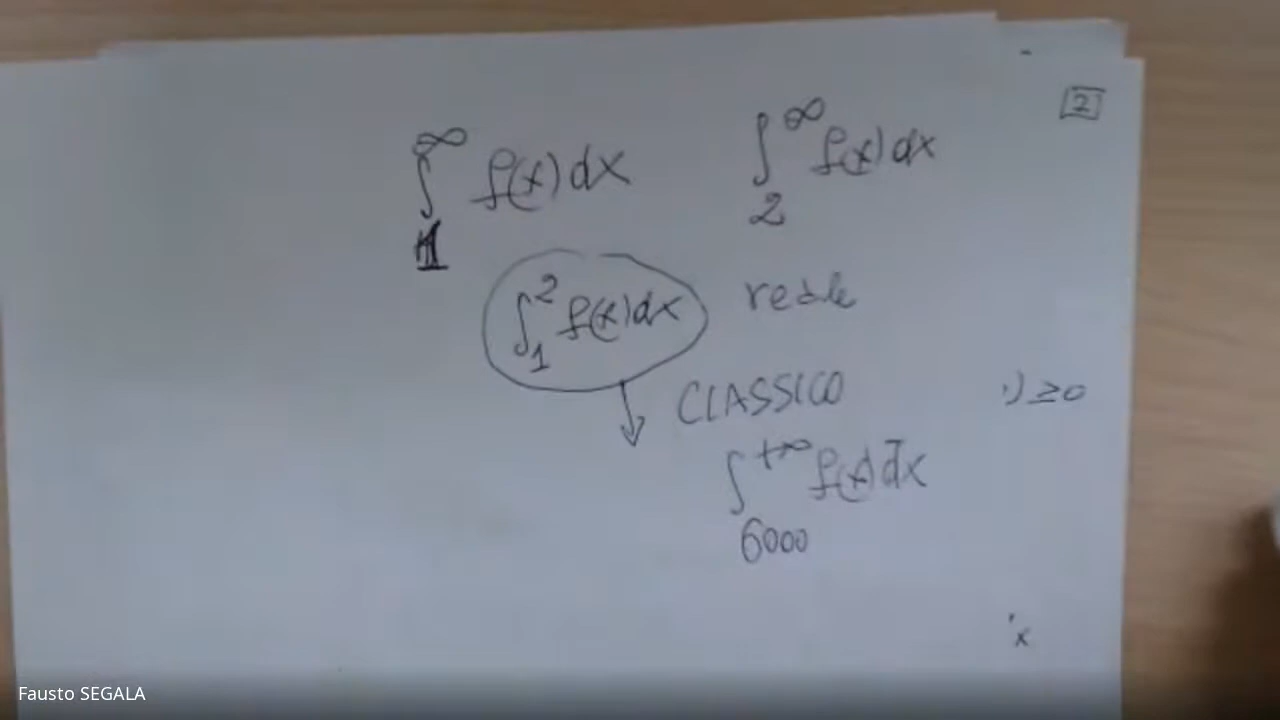 [2]
∫₁^∞ f(x) dx ∫₂^∞ f(x) dx
∫₁² f(x) dx reale
CLASSICO
) ≥ 0
∫₆₀₀₀^+∞ f(x) dx
x
Fausto SEGALA